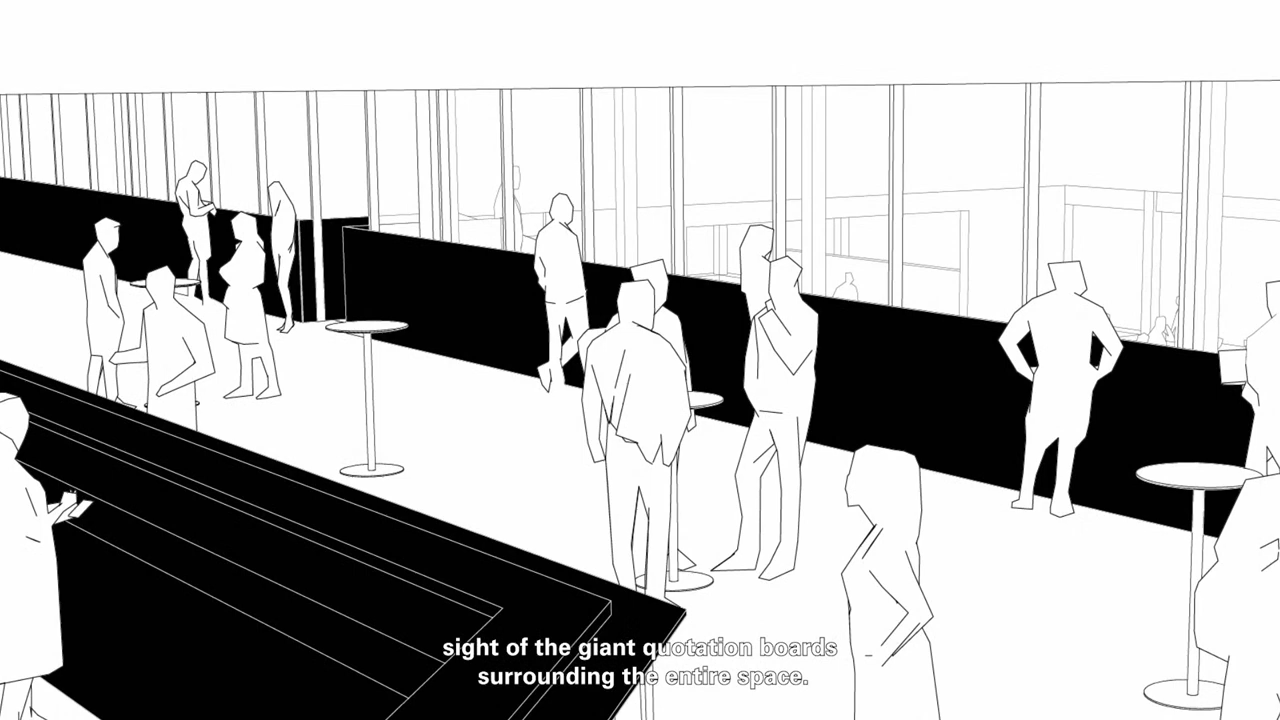 sight of the giant quotation boards
surrounding the entire space.